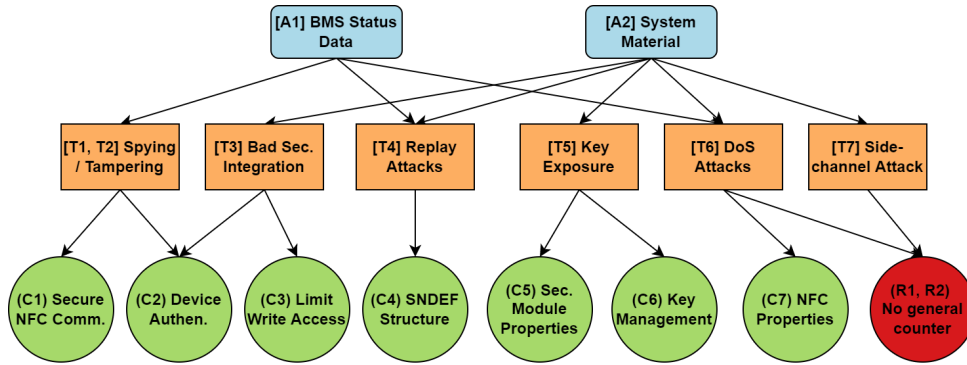 [A1] BMS Status
Data
[A2] System
Material
[T1, T2] Spying
/ Tampering
[T3] Bad Sec.
Integration
[T4] Replay
Attacks
[T5] Key
Exposure
[T6] DoS
Attacks
[T7] Side-
channel Attack
(C1) Secure
NFC Comm.
(C2) Device
Authen.
(C3) Limit
Write Access
(C4) SNDEF
Structure
(C5) Sec.
Module
Properties
(C6) Key
Management
(C7) NFC
Properties
(R1, R2)
No general
counter